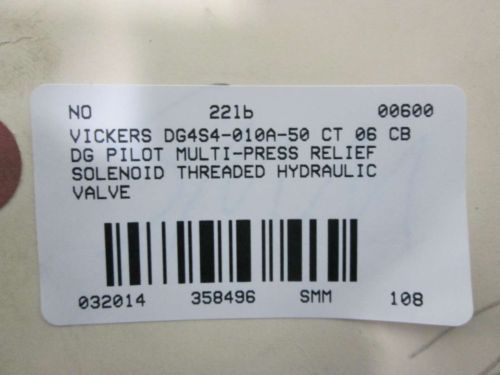 NO 22lb 00600
VICKERS DG4S4-010A-50 CT 06 CB
DG PILOT MULTI-PRESS RELIEF
SOLENOID THREADED HYDRAULIC
VALVE
032014 358496 SMM 108